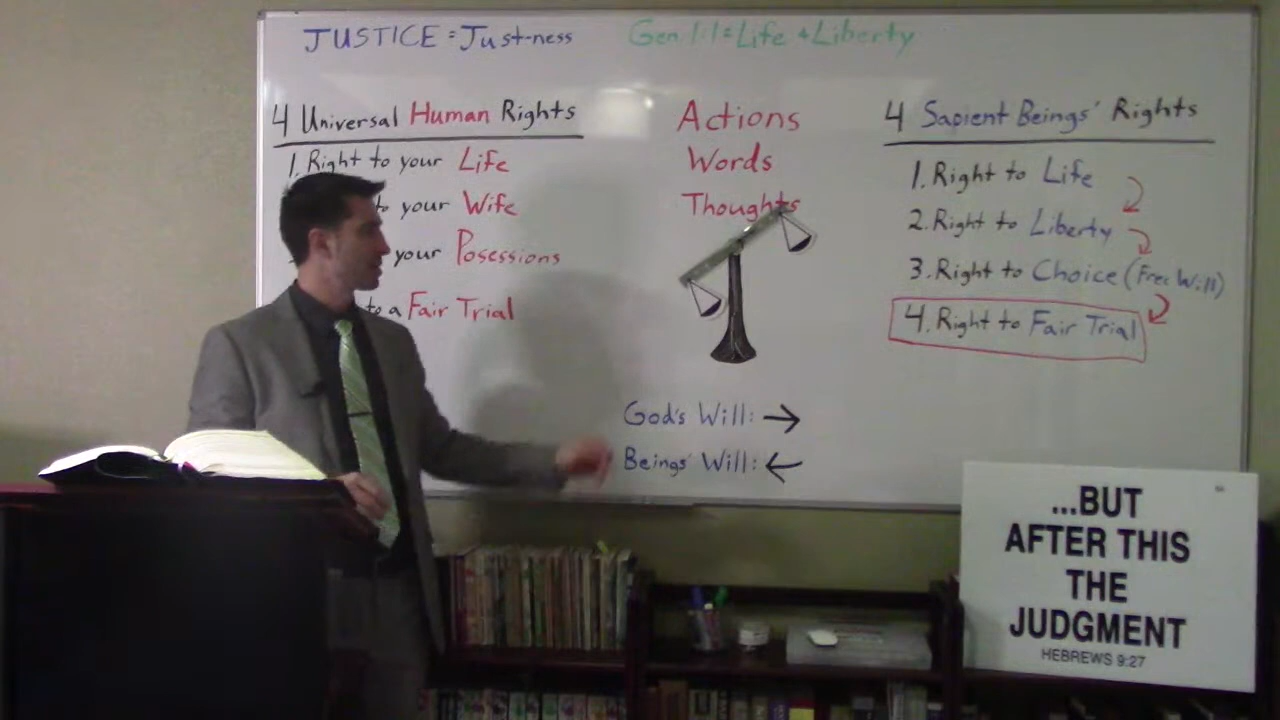 JUSTICE = Just-ness
Gen 1:1 = Life + Liberty
4 Universal Human Rights
1. Right to your Life
to your Wife
your Posessions
to a Fair Trial
Actions
Words
Thoughts
God's Will: →
Beings' Will: ←
4 Sapient Beings' Rights
1. Right to Life
2. Right to Liberty
3. Right to Choice (Free Will)
4. Right to Fair Trial
...BUT
AFTER THIS
THE
JUDGMENT
HEBREWS 9:27